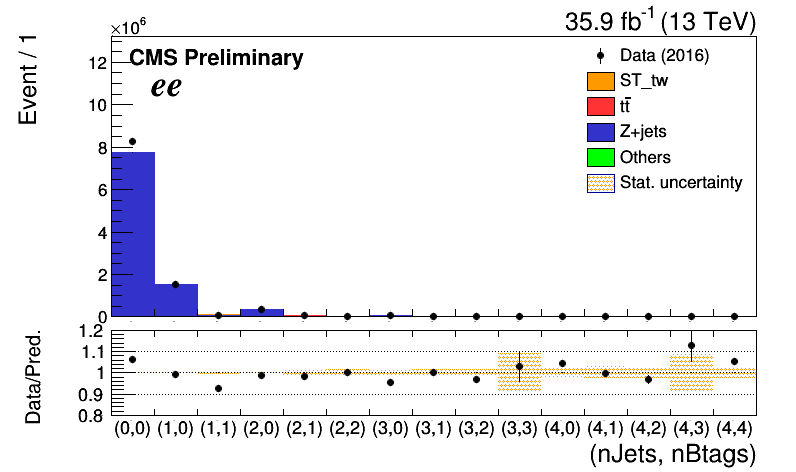 35.9 fb⁻¹ (13 TeV)
×10⁶
Event / 1
CMS Preliminary
ee
Data (2016)
ST_tw
tt̄
Z+jets
Others
Stat. uncertainty
12
10
8
6
4
2
0
Data/Pred.
1.2
1.1
1
0.9
0.8
(0,0) (1,0) (1,1) (2,0) (2,1) (2,2) (3,0) (3,1) (3,2) (3,3) (4,0) (4,1) (4,2) (4,3) (4,4)
(nJets, nBtags)